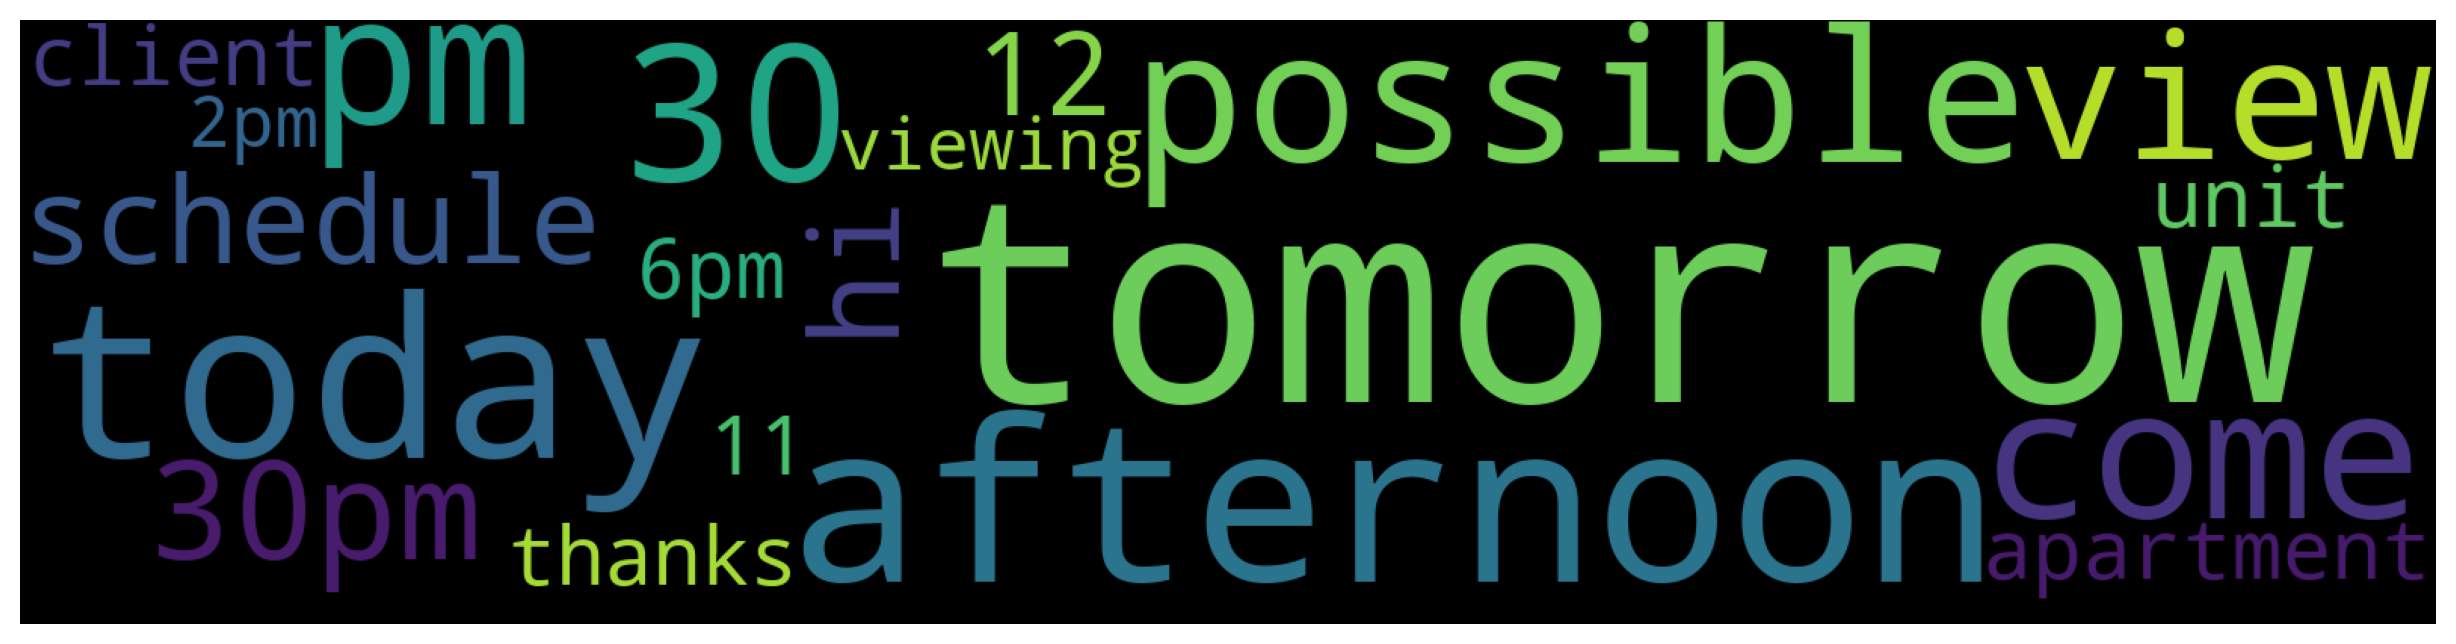 client
pm
30
12
possible
view
2pm
viewing
schedule
unit
6pm
hi
tomorrow
today
11
afternoon
come
30pm
thanks
apartment